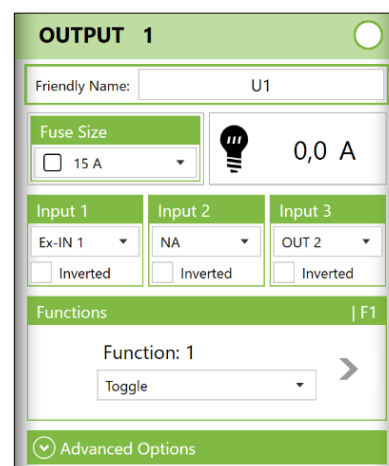 OUTPUT 1
Friendly Name: U1
Fuse Size
15 A
0,0 A
Input 1 Input 2 Input 3
Ex-IN 1 NA OUT 2
Inverted Inverted Inverted
Functions | F1
Function: 1
Toggle
Advanced Options